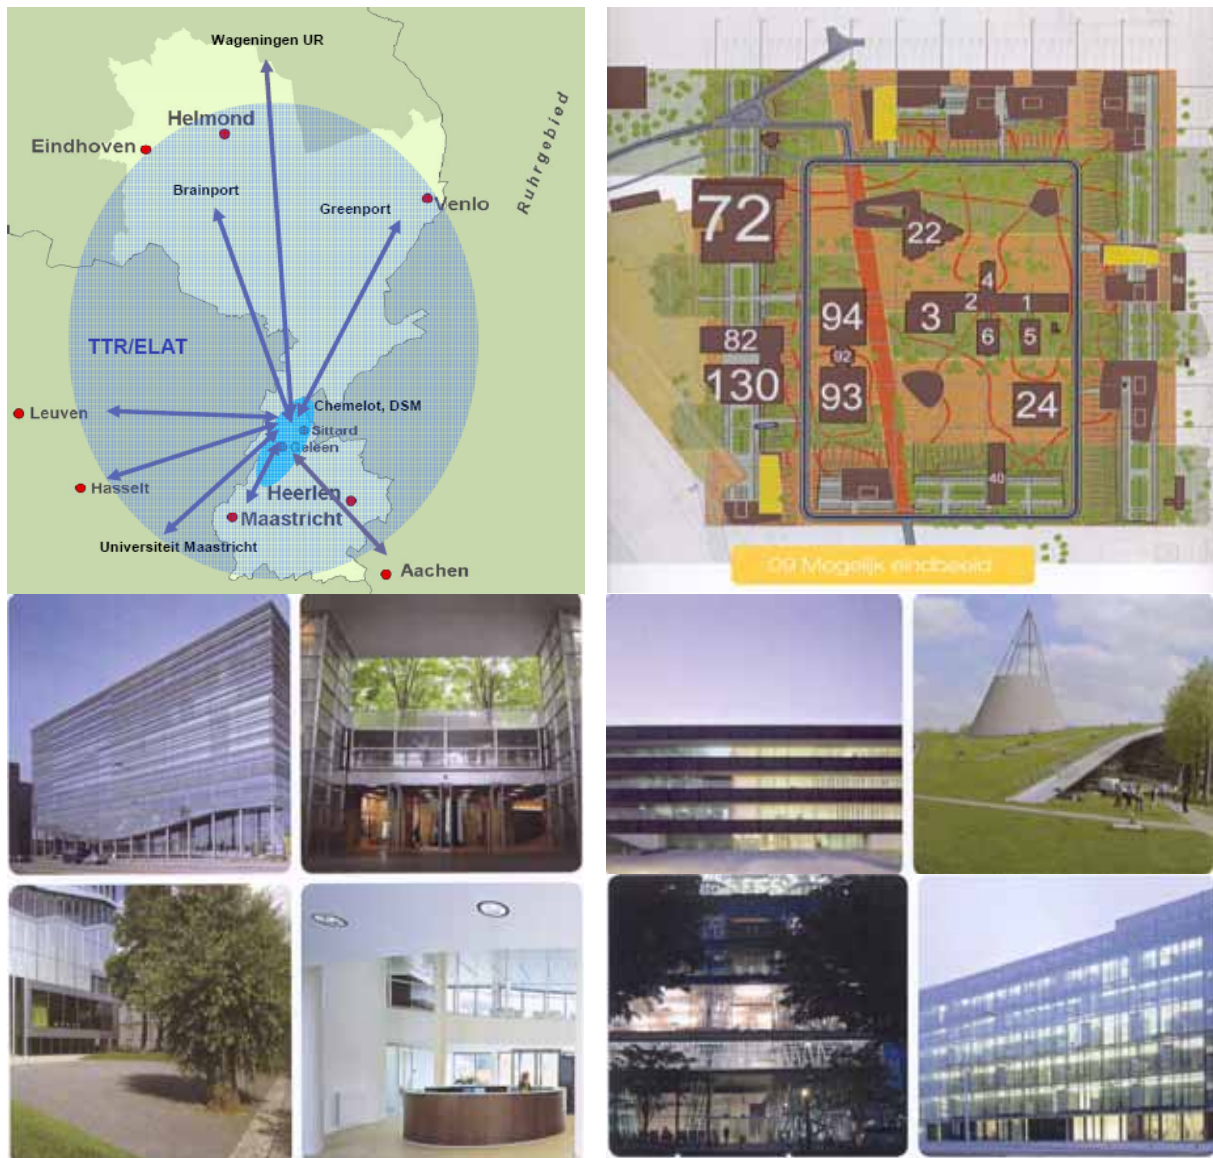 Wageningen UR
Helmond
Eindhoven
Brainport
Greenport
Venlo
Ruhrgebied
TTR/ELAT
Leuven
Chemelot, DSM
Sittard
Geleen
Hasselt
Heerlen
Maastricht
Universiteit Maastricht
Aachen
72
22
4
2
1
3
94
82
6
5
92
130
93
24
40
09 Mogelijk eindbeeld